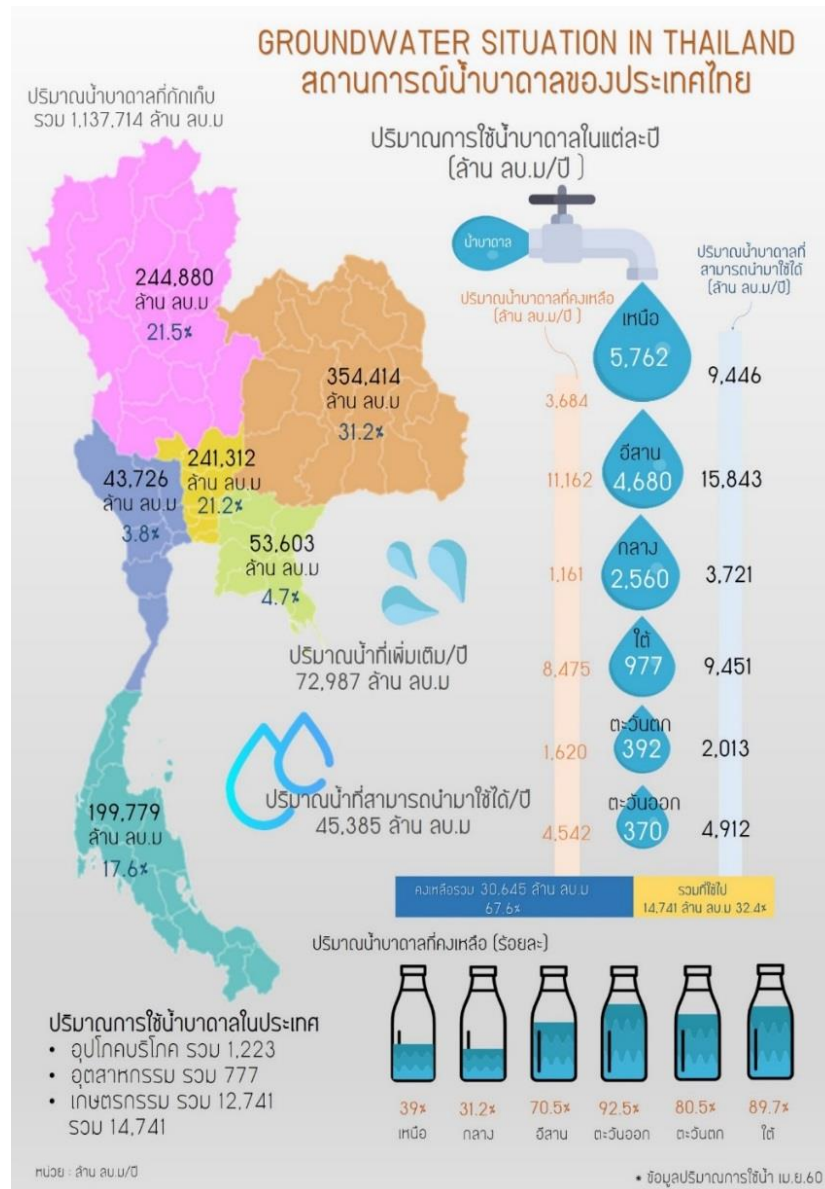 GROUNDWATER SITUATION IN THAILAND
สถานการณ์น้ำบาดาลของประเทศไทย
ปริมาณน้ำบาดาลที่กักเก็บ
รวม 1,137,714 ล้าน ลบ.ม
244,880
ล้าน ลบ.ม
21.5%
354,414
ล้าน ลบ.ม
31.2%
43,726
ล้าน ลบ.ม
3.8%
241,312
ล้าน ลบ.ม
21.2%
53,603
ล้าน ลบ.ม
4.7%
199,779
ล้าน ลบ.ม
17.6%
ปริมาณน้ำที่เพิ่มเติม/ปี
72,987 ล้าน ลบ.ม
ปริมาณน้ำที่สามารถนำมาใช้ได้/ปี
45,385 ล้าน ลบ.ม
ปริมาณการใช้น้ำบาดาลในแต่ละปี
(ล้าน ลบ.ม/ปี )
น้ำบาดาล
ปริมาณน้ำบาดาลที่คงเหลือ
(ล้าน ลบ.ม/ปี )
ปริมาณน้ำบาดาลที่
สามารถนำมาใช้ได้
(ล้าน ลบ.ม/ปี)
เหนือ
3,684 5,762 9,446
อีสาน
11,162 4,680 15,843
กลาง
1,161 2,560 3,721
ใต้
8,475 977 9,451
ตะวันตก
1,620 392 2,013
ตะวันออก
4,542 370 4,912
คงเหลือรวม 30,645 ล้าน ลบ.ม
67.6%
รวมที่ใช้ไป
14,741 ล้าน ลบ.ม 32.4%
ปริมาณน้ำบาดาลที่คงเหลือ (ร้อยละ)
39% 31.2% 70.5% 92.5% 80.5% 89.7%
เหนือ กลาง อีสาน ตะวันออก ตะวันตก ใต้
ปริมาณการใช้น้ำบาดาลในประเทศ
• อุปโภคบริโภค รวม 1,223
• อุตสาหกรรม รวม 777
• เกษตรกรรม รวม 12,741
รวม 14,741
หน่วย : ล้าน ลบ.ม/ปี
* ข้อมูลปริมาณการใช้น้ำ เม.ย.60